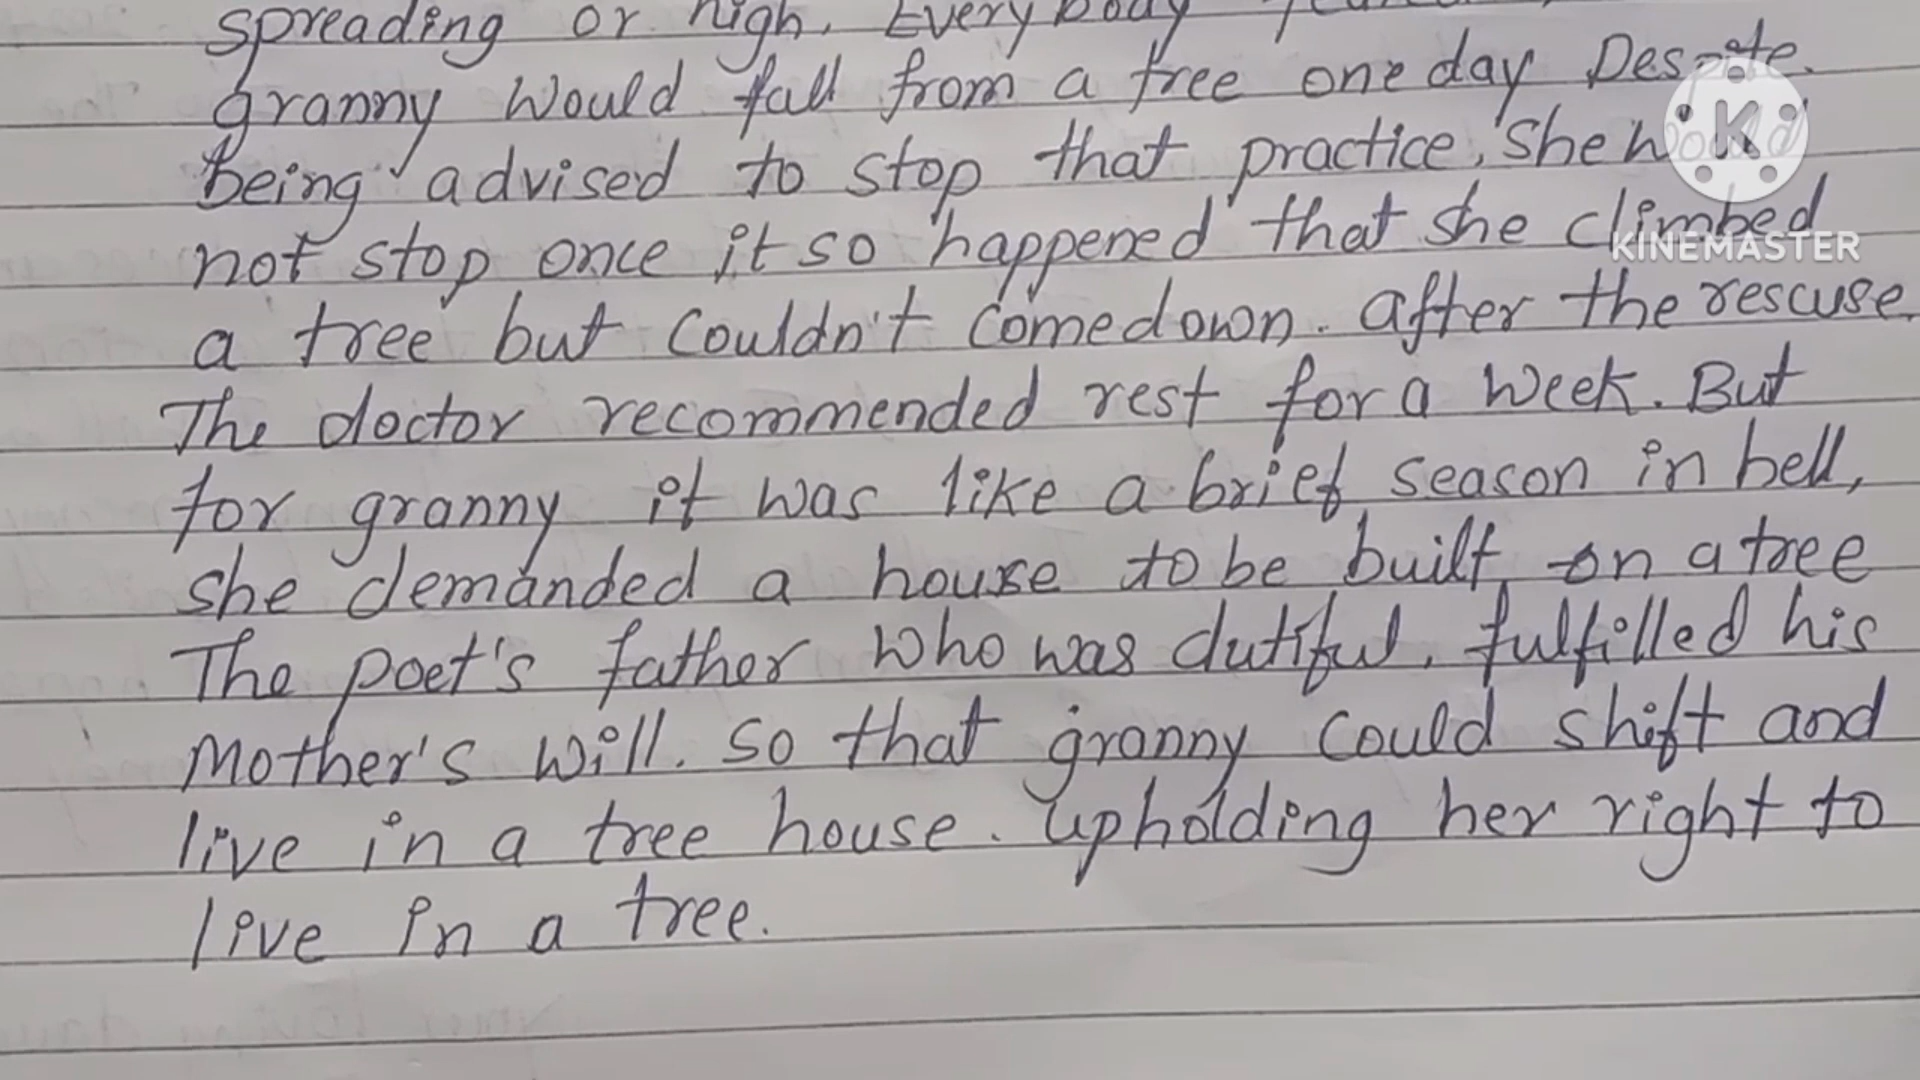 spreading or high. Everybody
granny would fall from a tree one day Despite.
being advised to stop that practice, she would
not stop once it so happened that she climbed
a tree but couldn't come down. after the rescuse.
The doctor recommended rest for a week. But
for granny it was like a brief season in hell,
she demanded a house to be built on a tree
The poet's father who was dutiful, fulfilled his
Mother's will. so that granny could shift and
live in a tree house. upholding her right to
live in a tree.
K
KINEMASTER